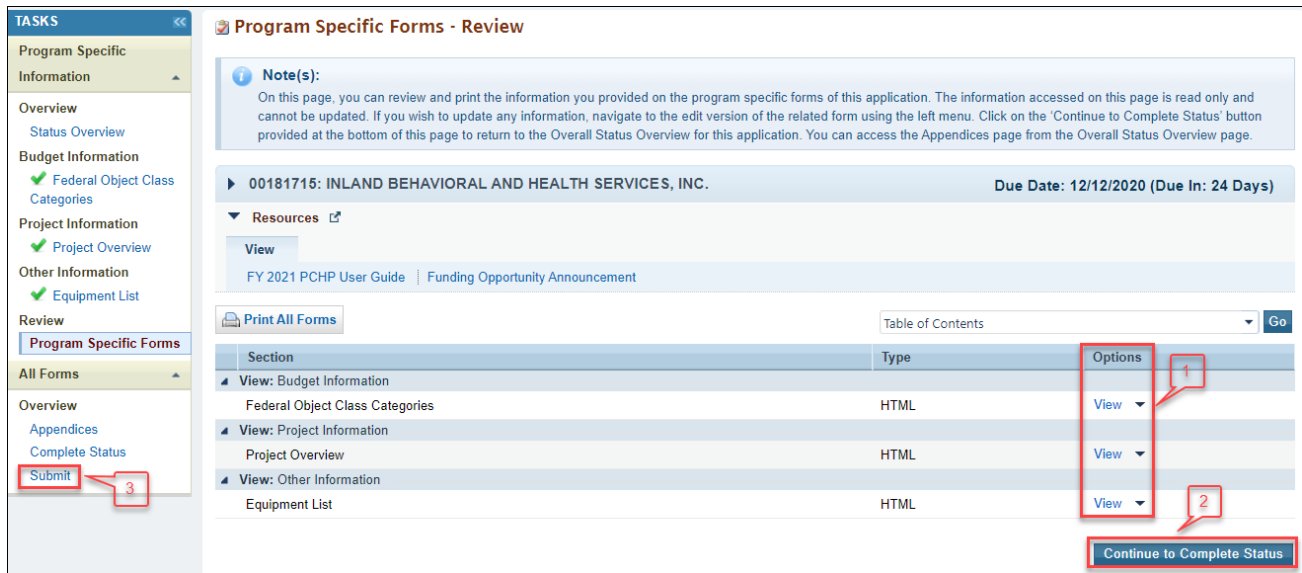 TASKS
Program Specific
Information
Overview
Status Overview
Budget Information
Federal Object Class
Categories
Project Information
Project Overview
Other Information
Equipment List
Review
Program Specific Forms
All Forms
Overview
Appendices
Complete Status
Submit
3
Program Specific Forms - Review
Note(s):
On this page, you can review and print the information you provided on the program specific forms of this application. The information accessed on this page is read only and
cannot be updated. If you wish to update any information, navigate to the edit version of the related form using the left menu. Click on the 'Continue to Complete Status' button
provided at the bottom of this page to return to the Overall Status Overview for this application. You can access the Appendices page from the Overall Status Overview page.
00181715: INLAND BEHAVIORAL AND HEALTH SERVICES, INC. Due Date: 12/12/2020 (Due In: 24 Days)
Resources
View
FY 2021 PCHP User Guide | Funding Opportunity Announcement
Print All Forms Table of Contents Go
Section Type Options
1
View: Budget Information
Federal Object Class Categories HTML View
View: Project Information
Project Overview HTML View
View: Other Information
Equipment List HTML View
2
Continue to Complete Status